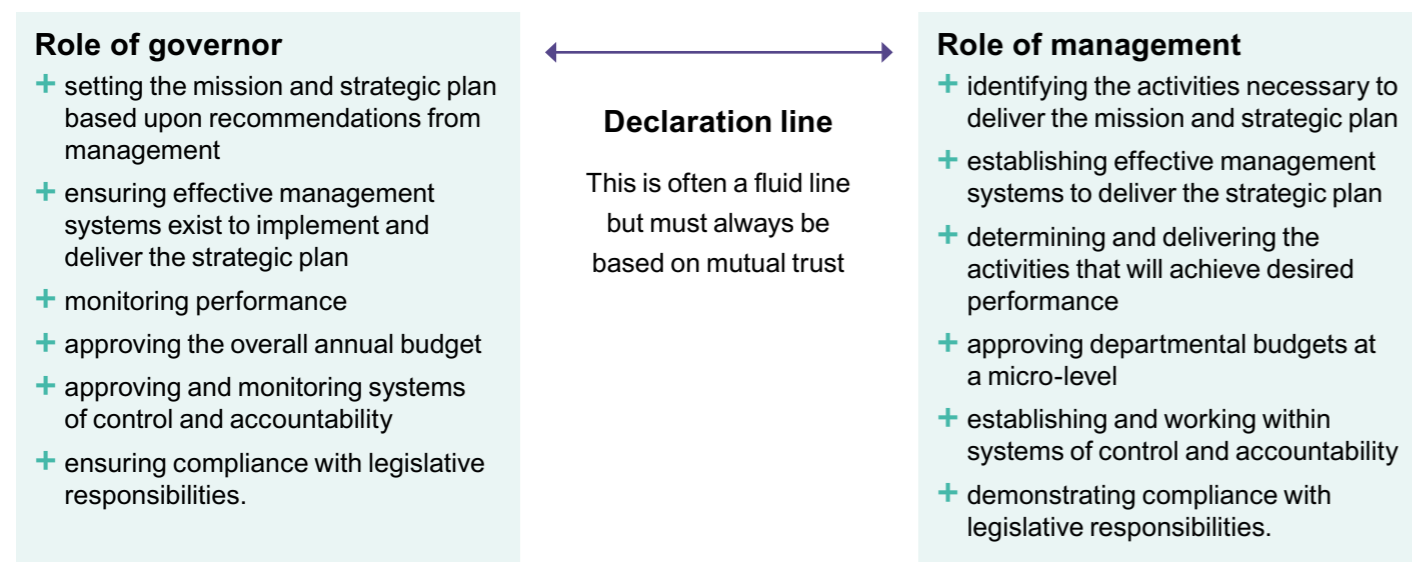 Role of governor
+ setting the mission and strategic plan
based upon recommendations from
management
+ ensuring effective management
systems exist to implement and
deliver the strategic plan
+ monitoring performance
+ approving the overall annual budget
+ approving and monitoring systems
of control and accountability
+ ensuring compliance with legislative
responsibilities.
Declaration line
This is often a fluid line
but must always be
based on mutual trust
Role of management
+ identifying the activities necessary to
deliver the mission and strategic plan
+ establishing effective management
systems to deliver the strategic plan
+ determining and delivering the
activities that will achieve desired
performance
+ approving departmental budgets at
a micro-level
+ establishing and working within
systems of control and accountability
+ demonstrating compliance with
legislative responsibilities.